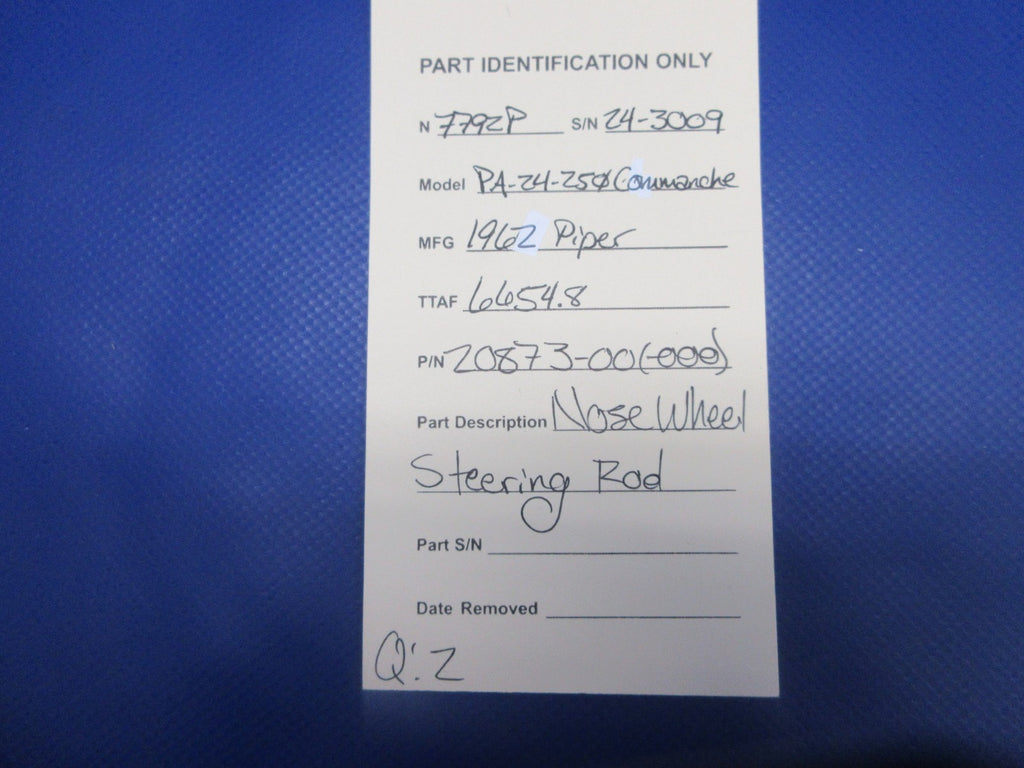 PART IDENTIFICATION ONLY
N 7792P S/N 24-3009
Model PA-24-250 Commanche
MFG 1962 Piper
TTAF 6654.8
P/N 20873-00(-000)
Part Description Nose Wheel
Steering Rod
Part S/N
Date Removed
Q: 2